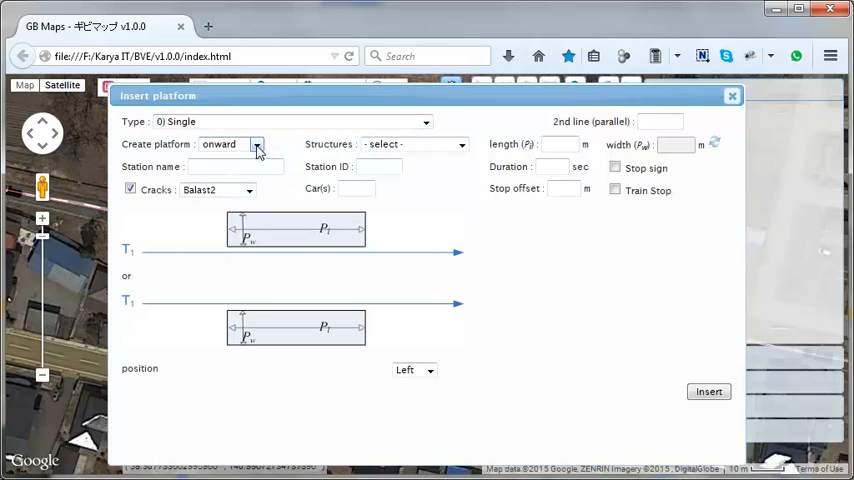 GB Maps - ギビマップ v1.0.0
file:///F:/Karya IT/BVE/v1.0.0/index.html
Search
Map Satellite
Insert platform
Type : 0) Single 2nd line (parallel) :
Create platform : onward Structures : - select - length (Pl) : m width (Pw) : m
Station name : Station ID : Duration : sec Stop sign
Cracks : Balast2 Car(s) : Stop offset : m Train Stop
Pw Pl
T1
or
T1
Pw Pl
position Left
Insert
Google
Map data ©2015 Google, ZENRIN Imagery ©2015 , DigitalGlobe 10 m Terms of Use